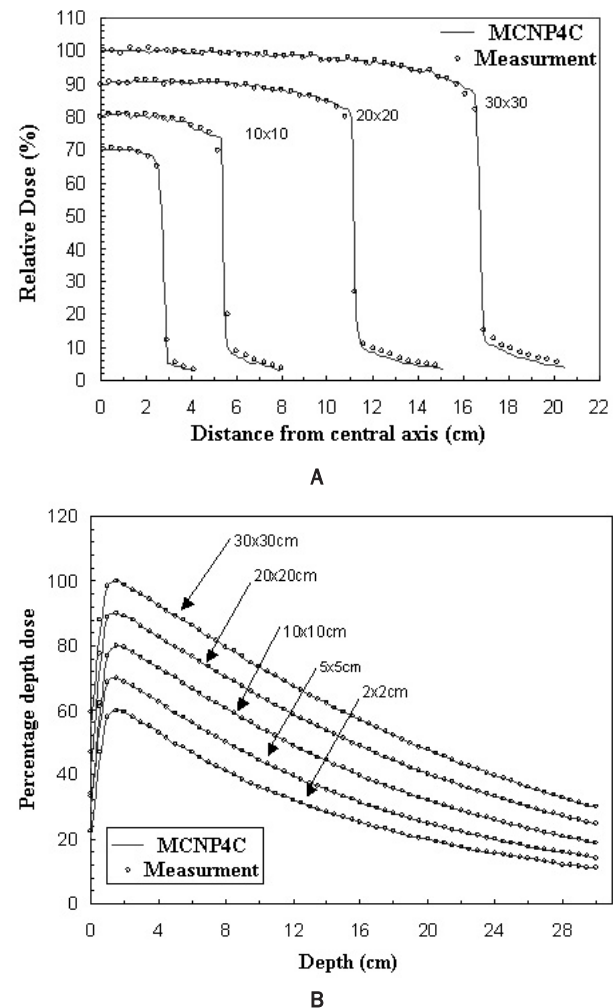 MCNP4C
Measurment
110
100
90
80
70
60
50
40
30
20
10
0
Relative Dose (%)
30x30
20x20
10x10
0 2 4 6 8 10 12 14 16 18 20 22
Distance from central axis (cm)
A
120
100
80
60
40
20
0
Percentage depth dose
30x30cm
20x20cm
10x10cm
5x5cm
2x2cm
MCNP4C
Measurment
0 4 8 12 16 20 24 28
Depth (cm)
B